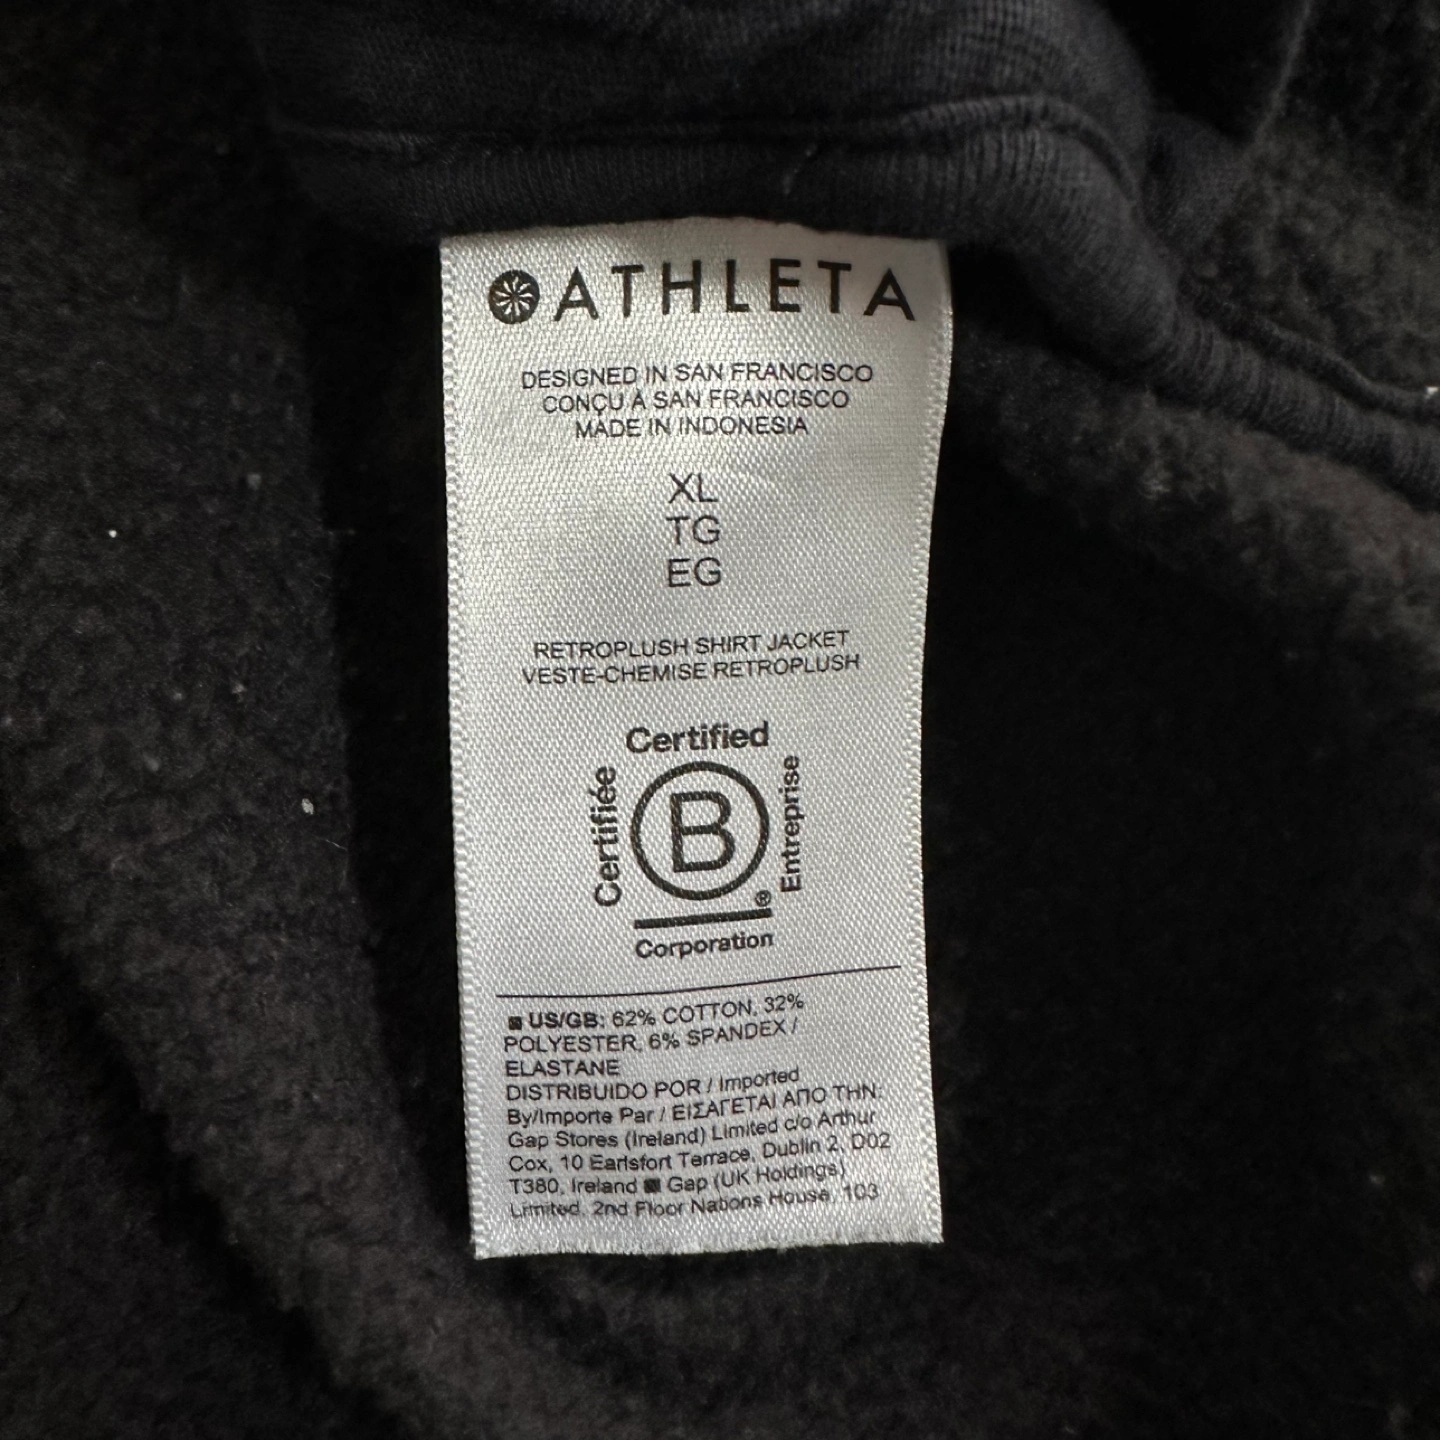 ATHLETA
DESIGNED IN SAN FRANCISCO
CONÇU À SAN FRANCISCO
MADE IN INDONESIA
XL
TG
EG
RETROPLUSH SHIRT JACKET
VESTE-CHEMISE RETROPLUSH
Certified
Certifiée
B
Entreprise
®
Corporation
US/GB: 62% COTTON, 32%
POLYESTER, 6% SPANDEX /
ELASTANE
DISTRIBUIDO POR / Imported
By/Importe Par / ΕΙΣΑΓΕΤΑΙ ΑΠΟ ΤΗΝ:
Gap Stores (Ireland) Limited c/o Arthur
Cox, 10 Earlsfort Terrace, Dublin 2, D02
T380, Ireland ■ Gap (UK Holdings)
Limited, 2nd Floor Nations House, 103